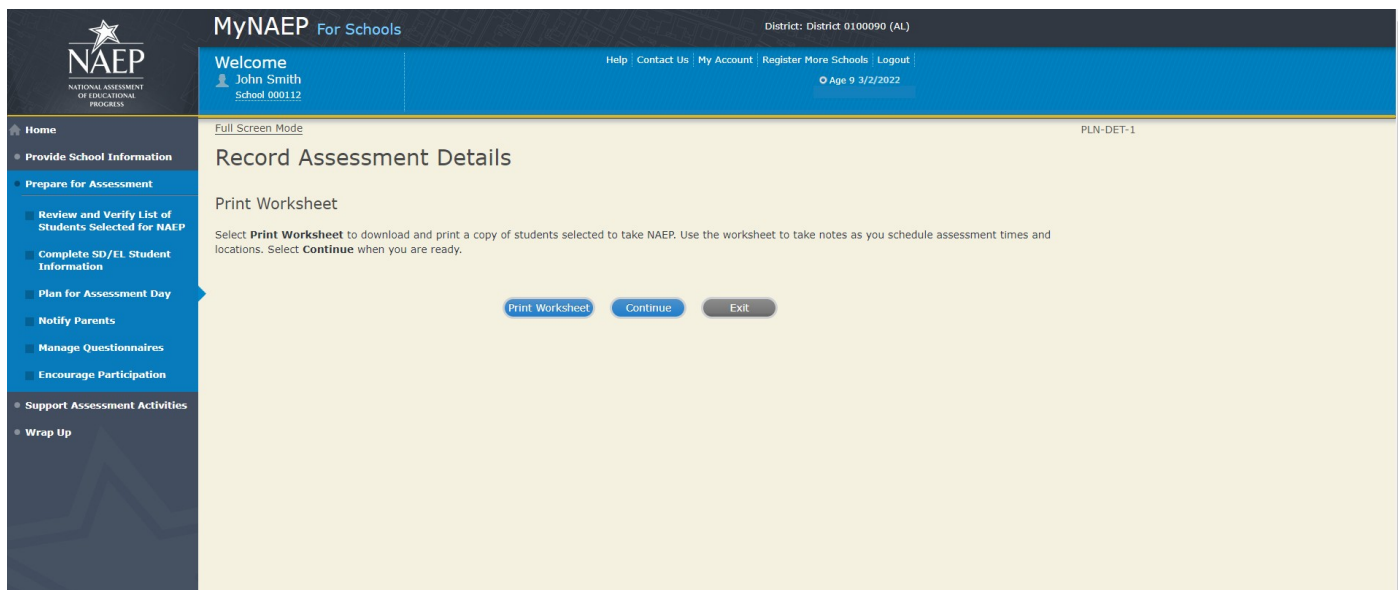 NAEP
NATIONAL ASSESSMENT
OF EDUCATIONAL
PROGRESS
MyNAEP For Schools
District: District 0100090 (AL)
Welcome
John Smith
School 000112
Help Contact Us My Account Register More Schools Logout
Age 9 3/2/2022
Home
Provide School Information
Prepare for Assessment
Review and Verify List of
Students Selected for NAEP
Complete SD/EL Student
Information
Plan for Assessment Day
Notify Parents
Manage Questionnaires
Encourage Participation
Support Assessment Activities
Wrap Up
Full Screen Mode
PLN-DET-1
Record Assessment Details
Print Worksheet
Select Print Worksheet to download and print a copy of students selected to take NAEP. Use the worksheet to take notes as you schedule assessment times and
locations. Select Continue when you are ready.
Print Worksheet Continue Exit